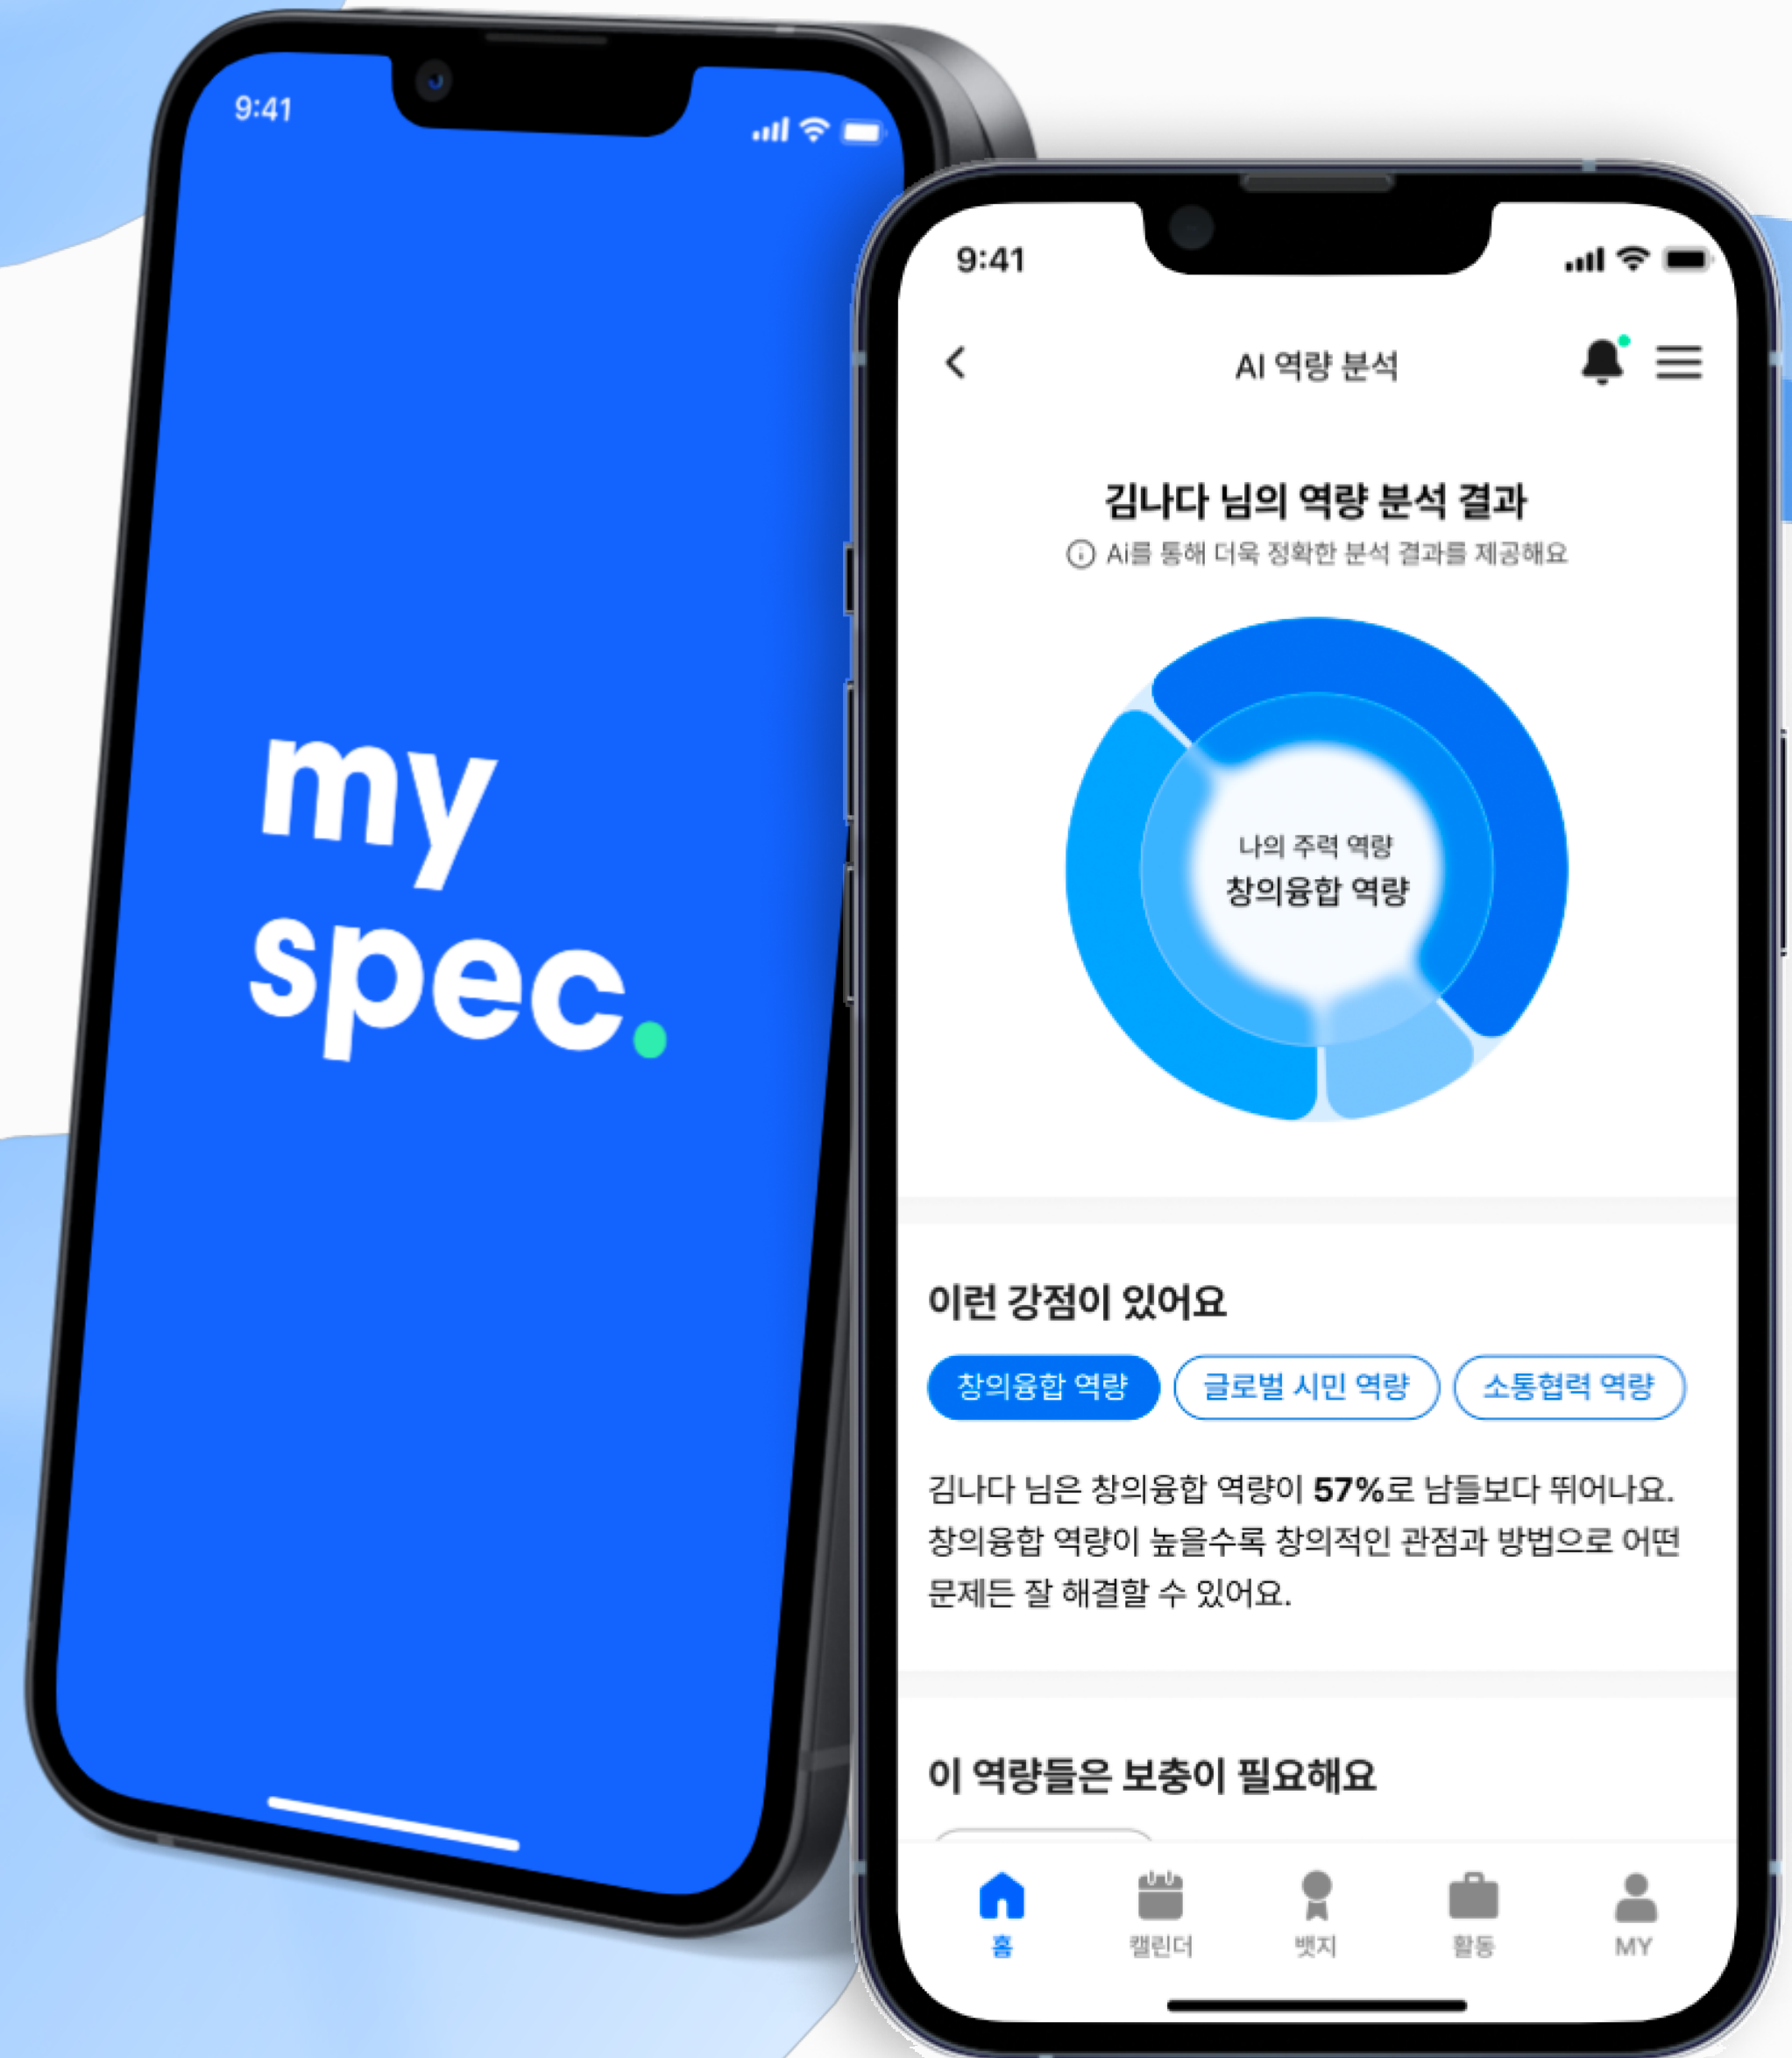 9:41
my
spec.
9:41
AI 역량 분석
김나다 님의 역량 분석 결과
Ai를 통해 더욱 정확한 분석 결과를 제공해요
나의 주력 역량
창의융합 역량
이런 강점이 있어요
창의융합 역량 글로벌 시민 역량 소통협력 역량
김나다 님은 창의융합 역량이 57%로 남들보다 뛰어나요.
창의융합 역량이 높을수록 창의적인 관점과 방법으로 어떤
문제든 잘 해결할 수 있어요.
이 역량들은 보충이 필요해요
홈 캘린더 뱃지 활동 MY